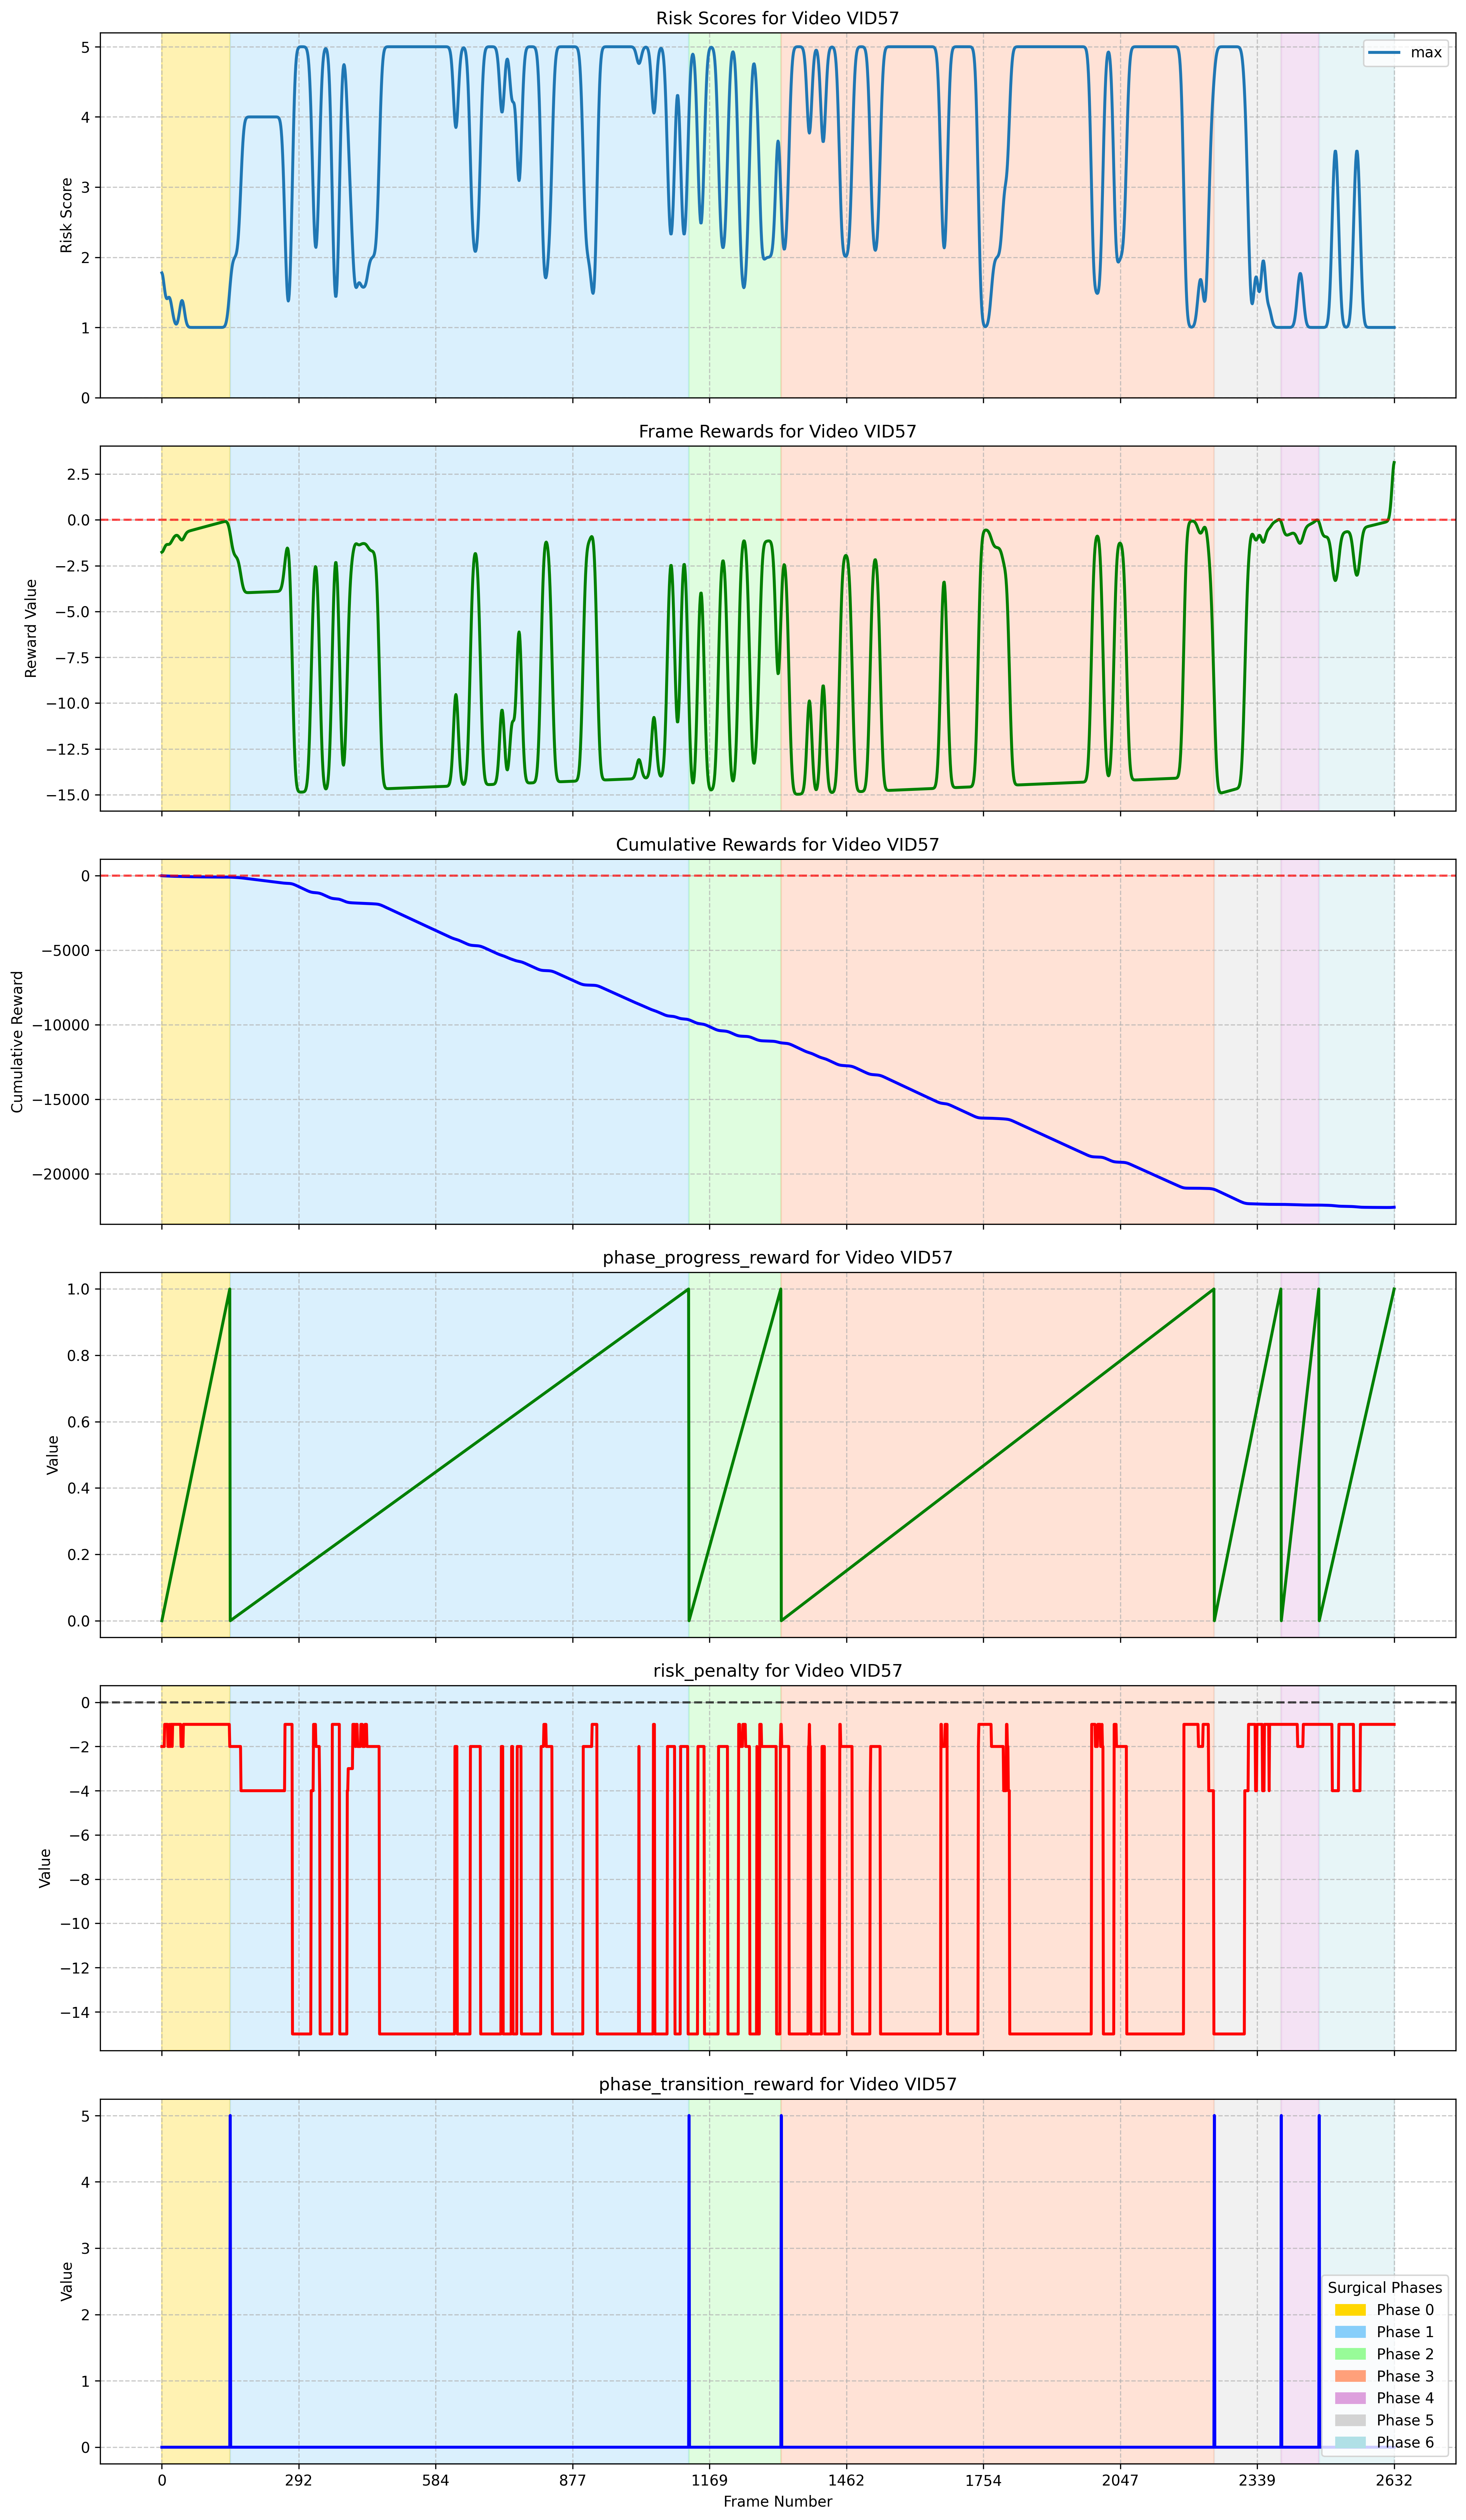 Risk Scores for Video VID57
5
4
3
2
1
0
Risk Score
max
Frame Rewards for Video VID57
2.5
0.0
−2.5
−5.0
−7.5
−10.0
−12.5
−15.0
Reward Value
Cumulative Rewards for Video VID57
0
−5000
−10000
−15000
−20000
Cumulative Reward
phase_progress_reward for Video VID57
1.0
0.8
0.6
0.4
0.2
0.0
Value
risk_penalty for Video VID57
0
−2
−4
−6
−8
−10
−12
−14
Value
phase_transition_reward for Video VID57
5
4
3
2
1
0
Value
Surgical Phases
Phase 0
Phase 1
Phase 2
Phase 3
Phase 4
Phase 5
Phase 6
0 292 584 877 1169 1462 1754 2047 2339 2632
Frame Number